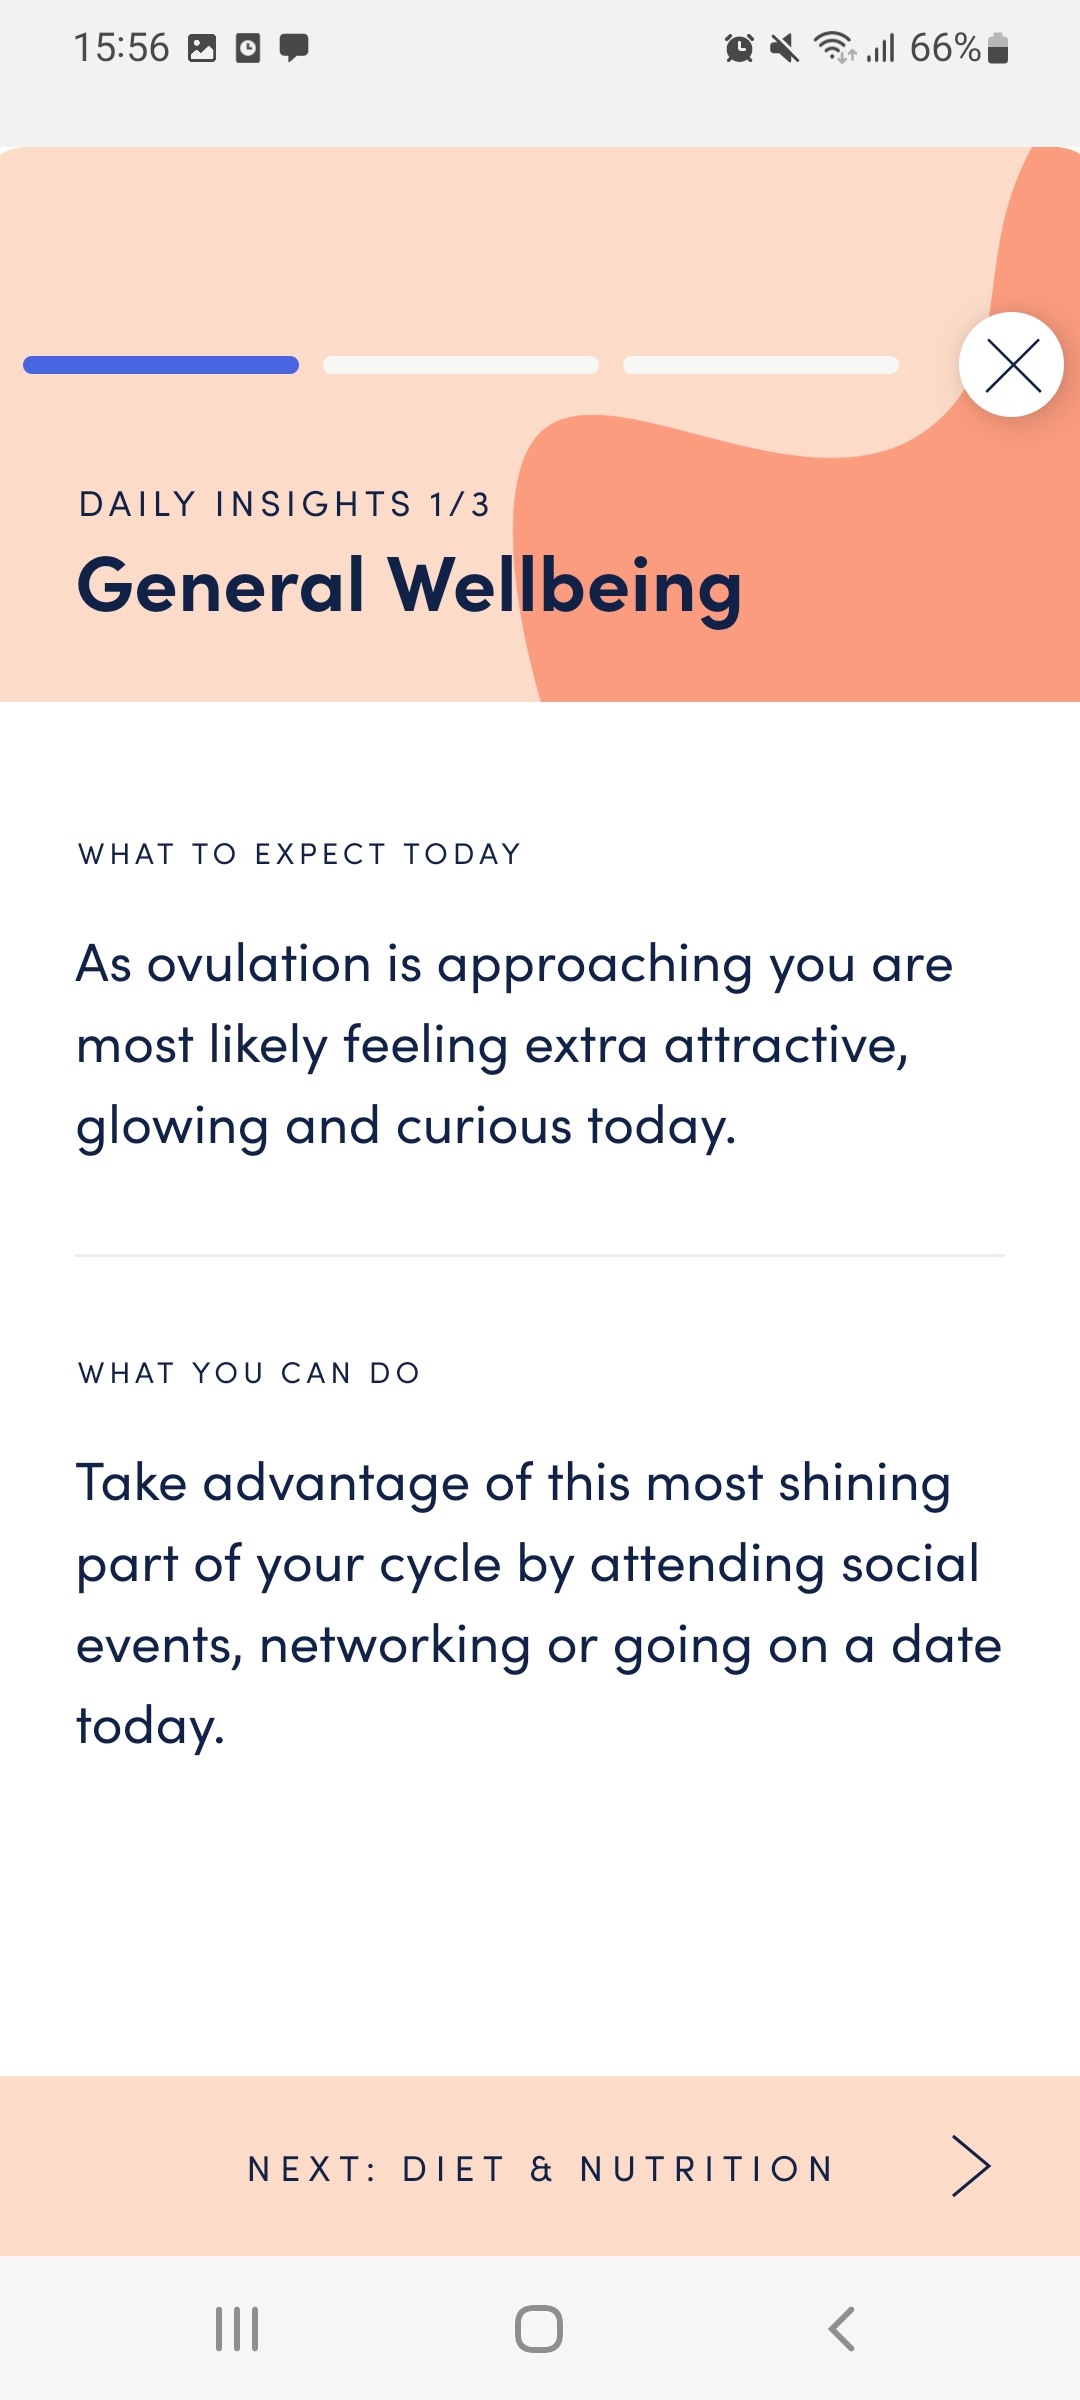 15:56
66%
DAILY INSIGHTS 1/3
General Wellbeing
WHAT TO EXPECT TODAY
As ovulation is approaching you are
most likely feeling extra attractive,
glowing and curious today.
WHAT YOU CAN DO
Take advantage of this most shining
part of your cycle by attending social
events, networking or going on a date
today.
NEXT: DIET & NUTRITION